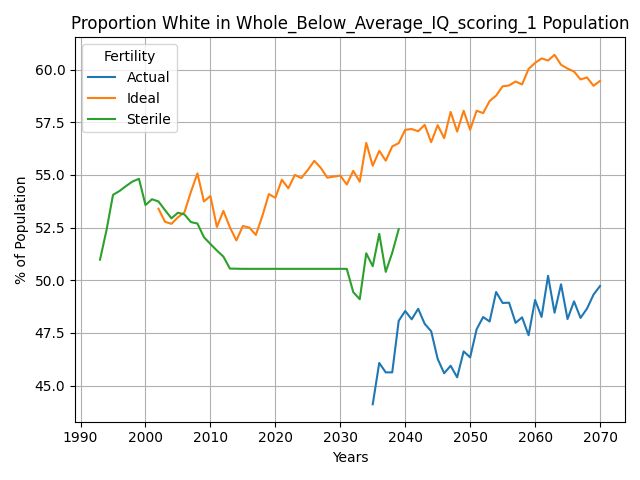 Proportion White in Whole_Below_Average_IQ_scoring_1 Population
Fertility
Actual
Ideal
Sterile
% of Population
60.0
57.5
55.0
52.5
50.0
47.5
45.0
1990 2000 2010 2020 2030 2040 2050 2060 2070
Years